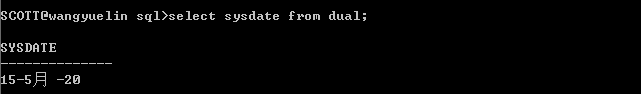 SCOTT@wangyuelin sql>select sysdate from dual;
SYSDATE
--------------
15-5月 -20